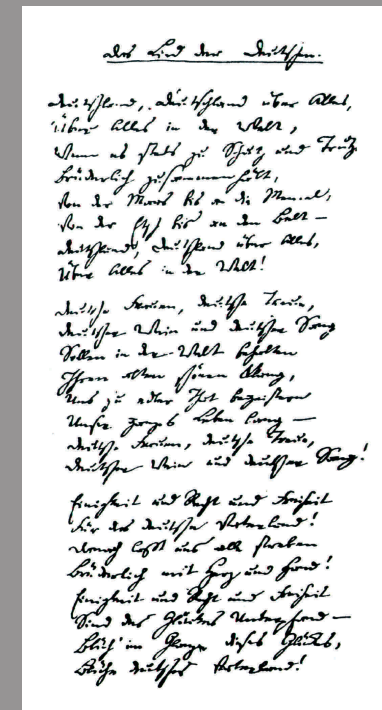 Das Lied der Deutschen.
Deutschland, Deutschland über Alles,
Über Alles in der Welt,
Wenn es stets zu Schutz und Trutz
Brüderlich zusammenhält,
Von der Maas bis an die Memel,
Von der Etsch bis an den Belt –
Deutschland, Deutschland über Alles,
Über Alles in der Welt!
Deutsche Frauen, deutsche Treue,
Deutscher Wein und deutscher Sang
Sollen in der Welt behalten
Ihren alten schönen Klang,
Uns zu edler That begeistern
Unser ganzes Leben lang –
Deutsche Frauen, deutsche Treue,
Deutscher Wein und deutscher Sang!
Einigkeit und Recht und Freiheit
Für das deutsche Vaterland!
Danach lasst uns alle streben
Brüderlich mit Herz und Hand!
Einigkeit und Recht und Freiheit
Sind des Glückes Unterpfand –
Blüh' im Glanze dieses Glückes,
Blühe deutsches Vaterland!